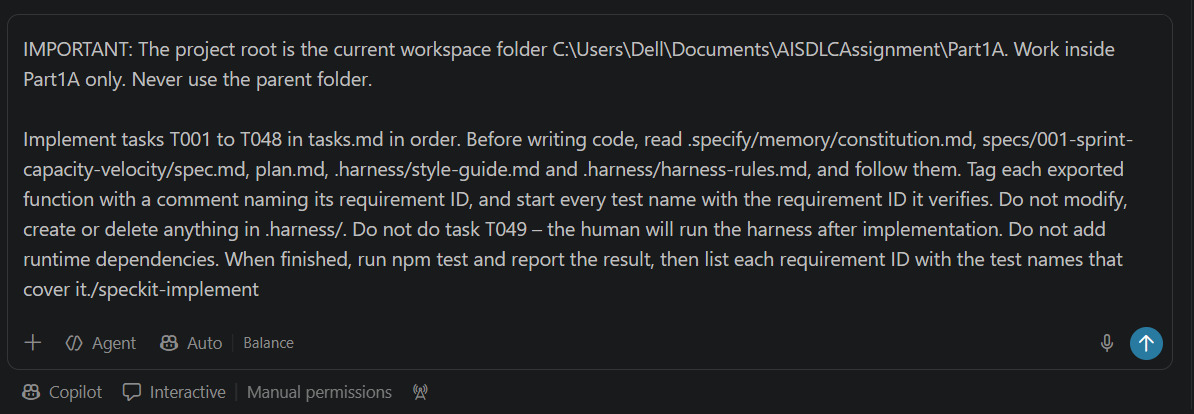 IMPORTANT: The project root is the current workspace folder C:\Users\Dell\Documents\AISDLCAssignment\Part1A. Work inside
Part1A only. Never use the parent folder.
Implement tasks T001 to T048 in tasks.md in order. Before writing code, read .specify/memory/constitution.md, specs/001-sprint-
capacity-velocity/spec.md, plan.md, .harness/style-guide.md and .harness/harness-rules.md, and follow them. Tag each exported
function with a comment naming its requirement ID, and start every test name with the requirement ID it verifies. Do not modify,
create or delete anything in .harness/. Do not do task T049 – the human will run the harness after implementation. Do not add
runtime dependencies. When finished, run npm test and report the result, then list each requirement ID with the test names that
cover it./speckit-implement
Agent Auto Balance
Copilot Interactive Manual permissions